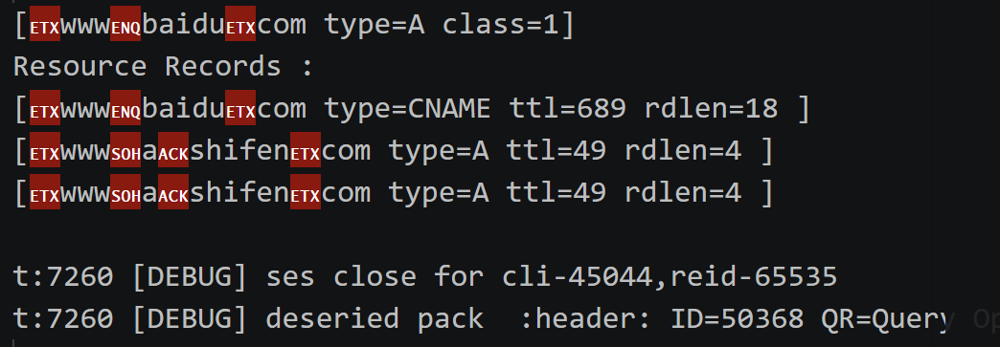 [ETXwwwENQbaiduETXcom type=A class=1]
Resource Records :
[ETXwwwENQbaiduETXcom type=CNAME ttl=689 rdlen=18 ]
[ETXwwwSOHaACKshifenETXcom type=A ttl=49 rdlen=4 ]
[ETXwwwSOHaACKshifenETXcom type=A ttl=49 rdlen=4 ]
t:7260 [DEBUG] ses close for cli-45044,reid-65535
t:7260 [DEBUG] deseried pack  :header: ID=50368 QR=Query Op